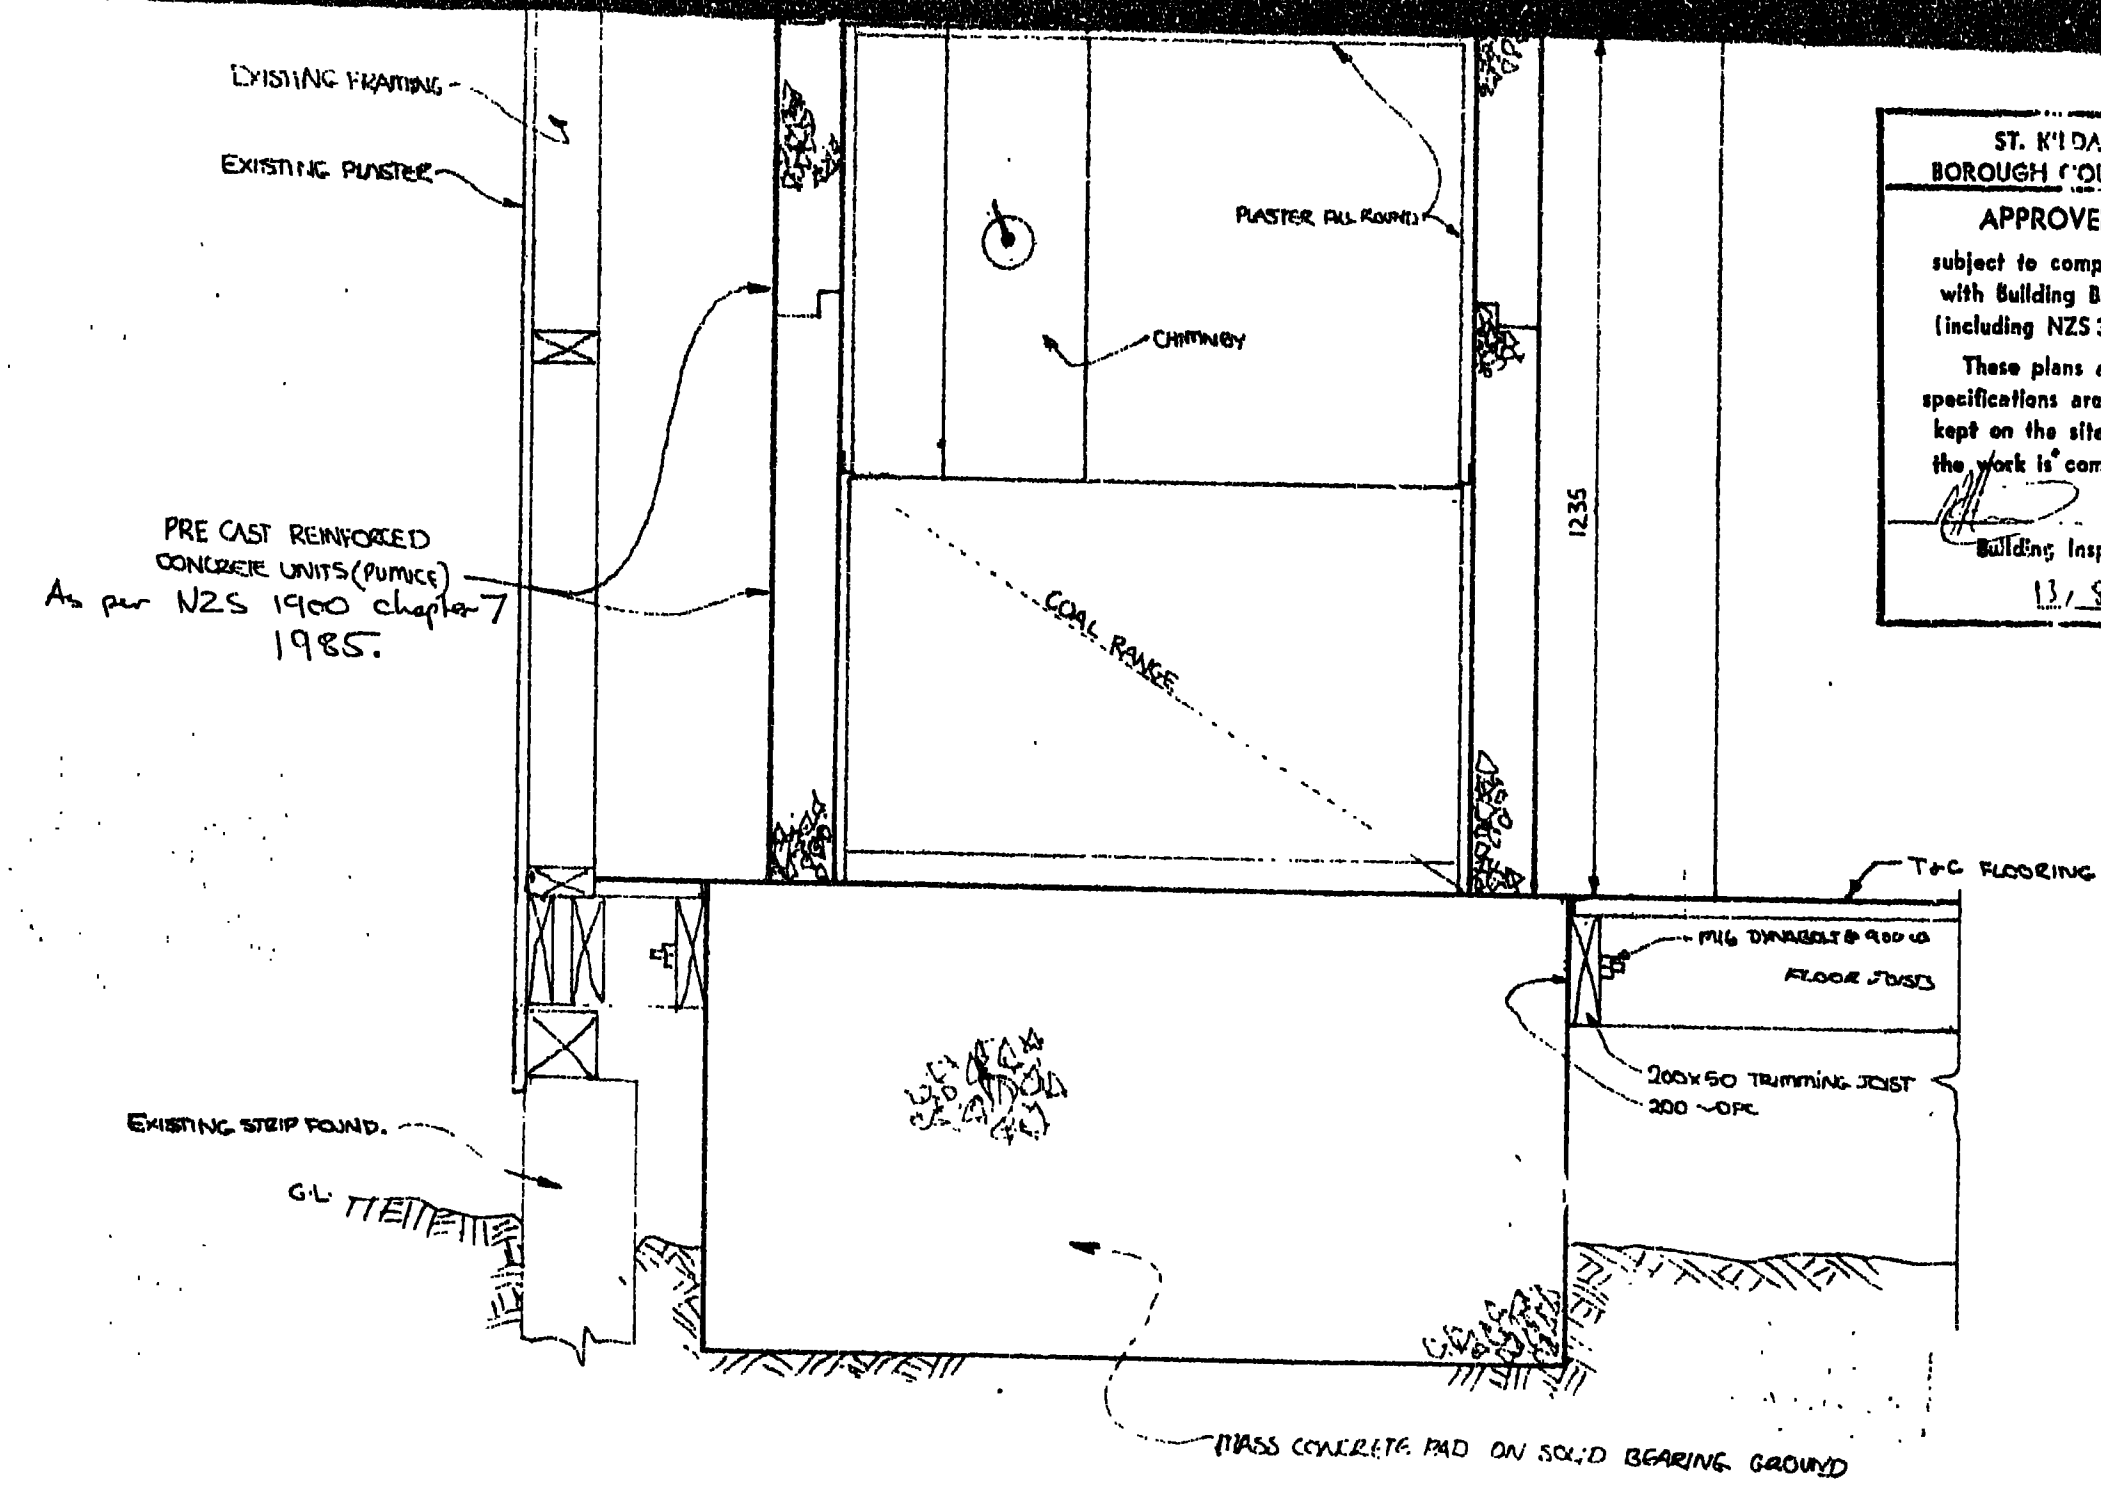 EXISTING FRAMING
EXISTING PLASTER
PLASTER ALL ROUND
CHIMNEY
PRE CAST REINFORCED
CONCRETE UNITS (PUMICE)
As per NZS 1900 chapter 7
1985.
COAL RANGE
1235
ST. KILDA
BOROUGH COU
APPROVE
subject to comp
with Building B
(including NZS 3
These plans a
specifications are
kept on the site
the work is com
Building Insp
13, 8
T & G FLOORING
M16 DYNABOLT @ 900
FLOOR JOISTS
200x50 TRIMMING JOIST
200 ~ DPC
EXISTING STRIP FOUND.
G.L.
MASS CONCRETE PAD ON SOLID BEARING GROUND